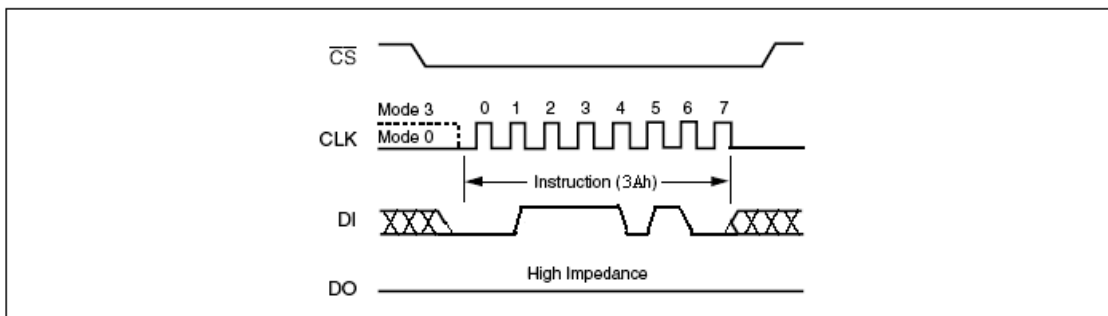 CS
Mode 3 0 1 2 3 4 5 6 7
Mode 0
CLK
Instruction (3Ah)
DI
High Impedance
DO